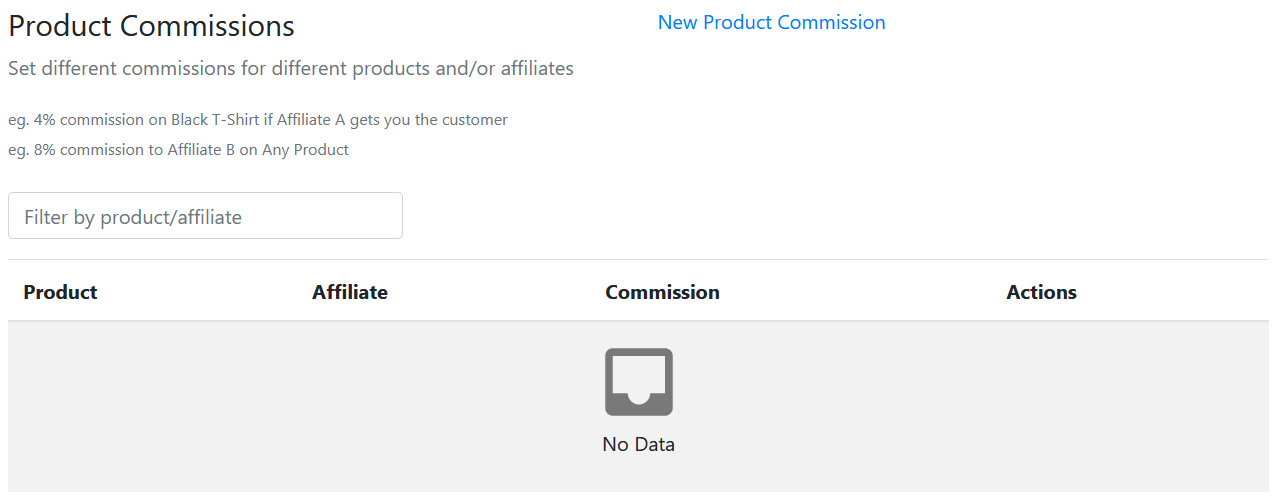 Product Commissions
New Product Commission
Set different commissions for different products and/or affiliates
eg. 4% commission on Black T-Shirt if Affiliate A gets you the customer
eg. 8% commission to Affiliate B on Any Product
Filter by product/affiliate
Product Affiliate Commission Actions
No Data